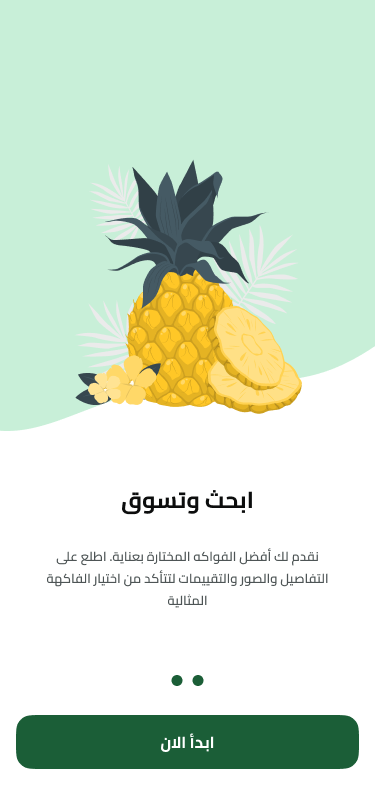 ابحث وتسوق
نقدم لك أفضل الفواكه المختارة بعناية. اطلع على
التفاصيل والصور والتقييمات لتتأكد من اختيار الفاكهة
المثالية
ابدأ الان